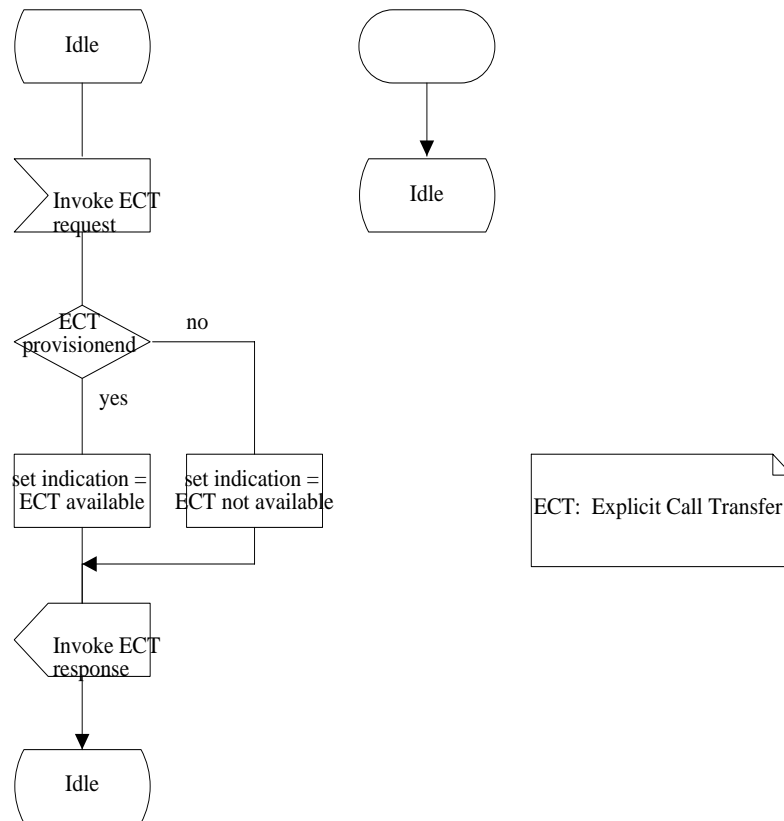 Idle
Idle
Invoke ECT
request
ECT
provisionend
no
yes
set indication =
ECT available
set indication =
ECT not available
ECT: Explicit Call Transfer
Invoke ECT
response
Idle